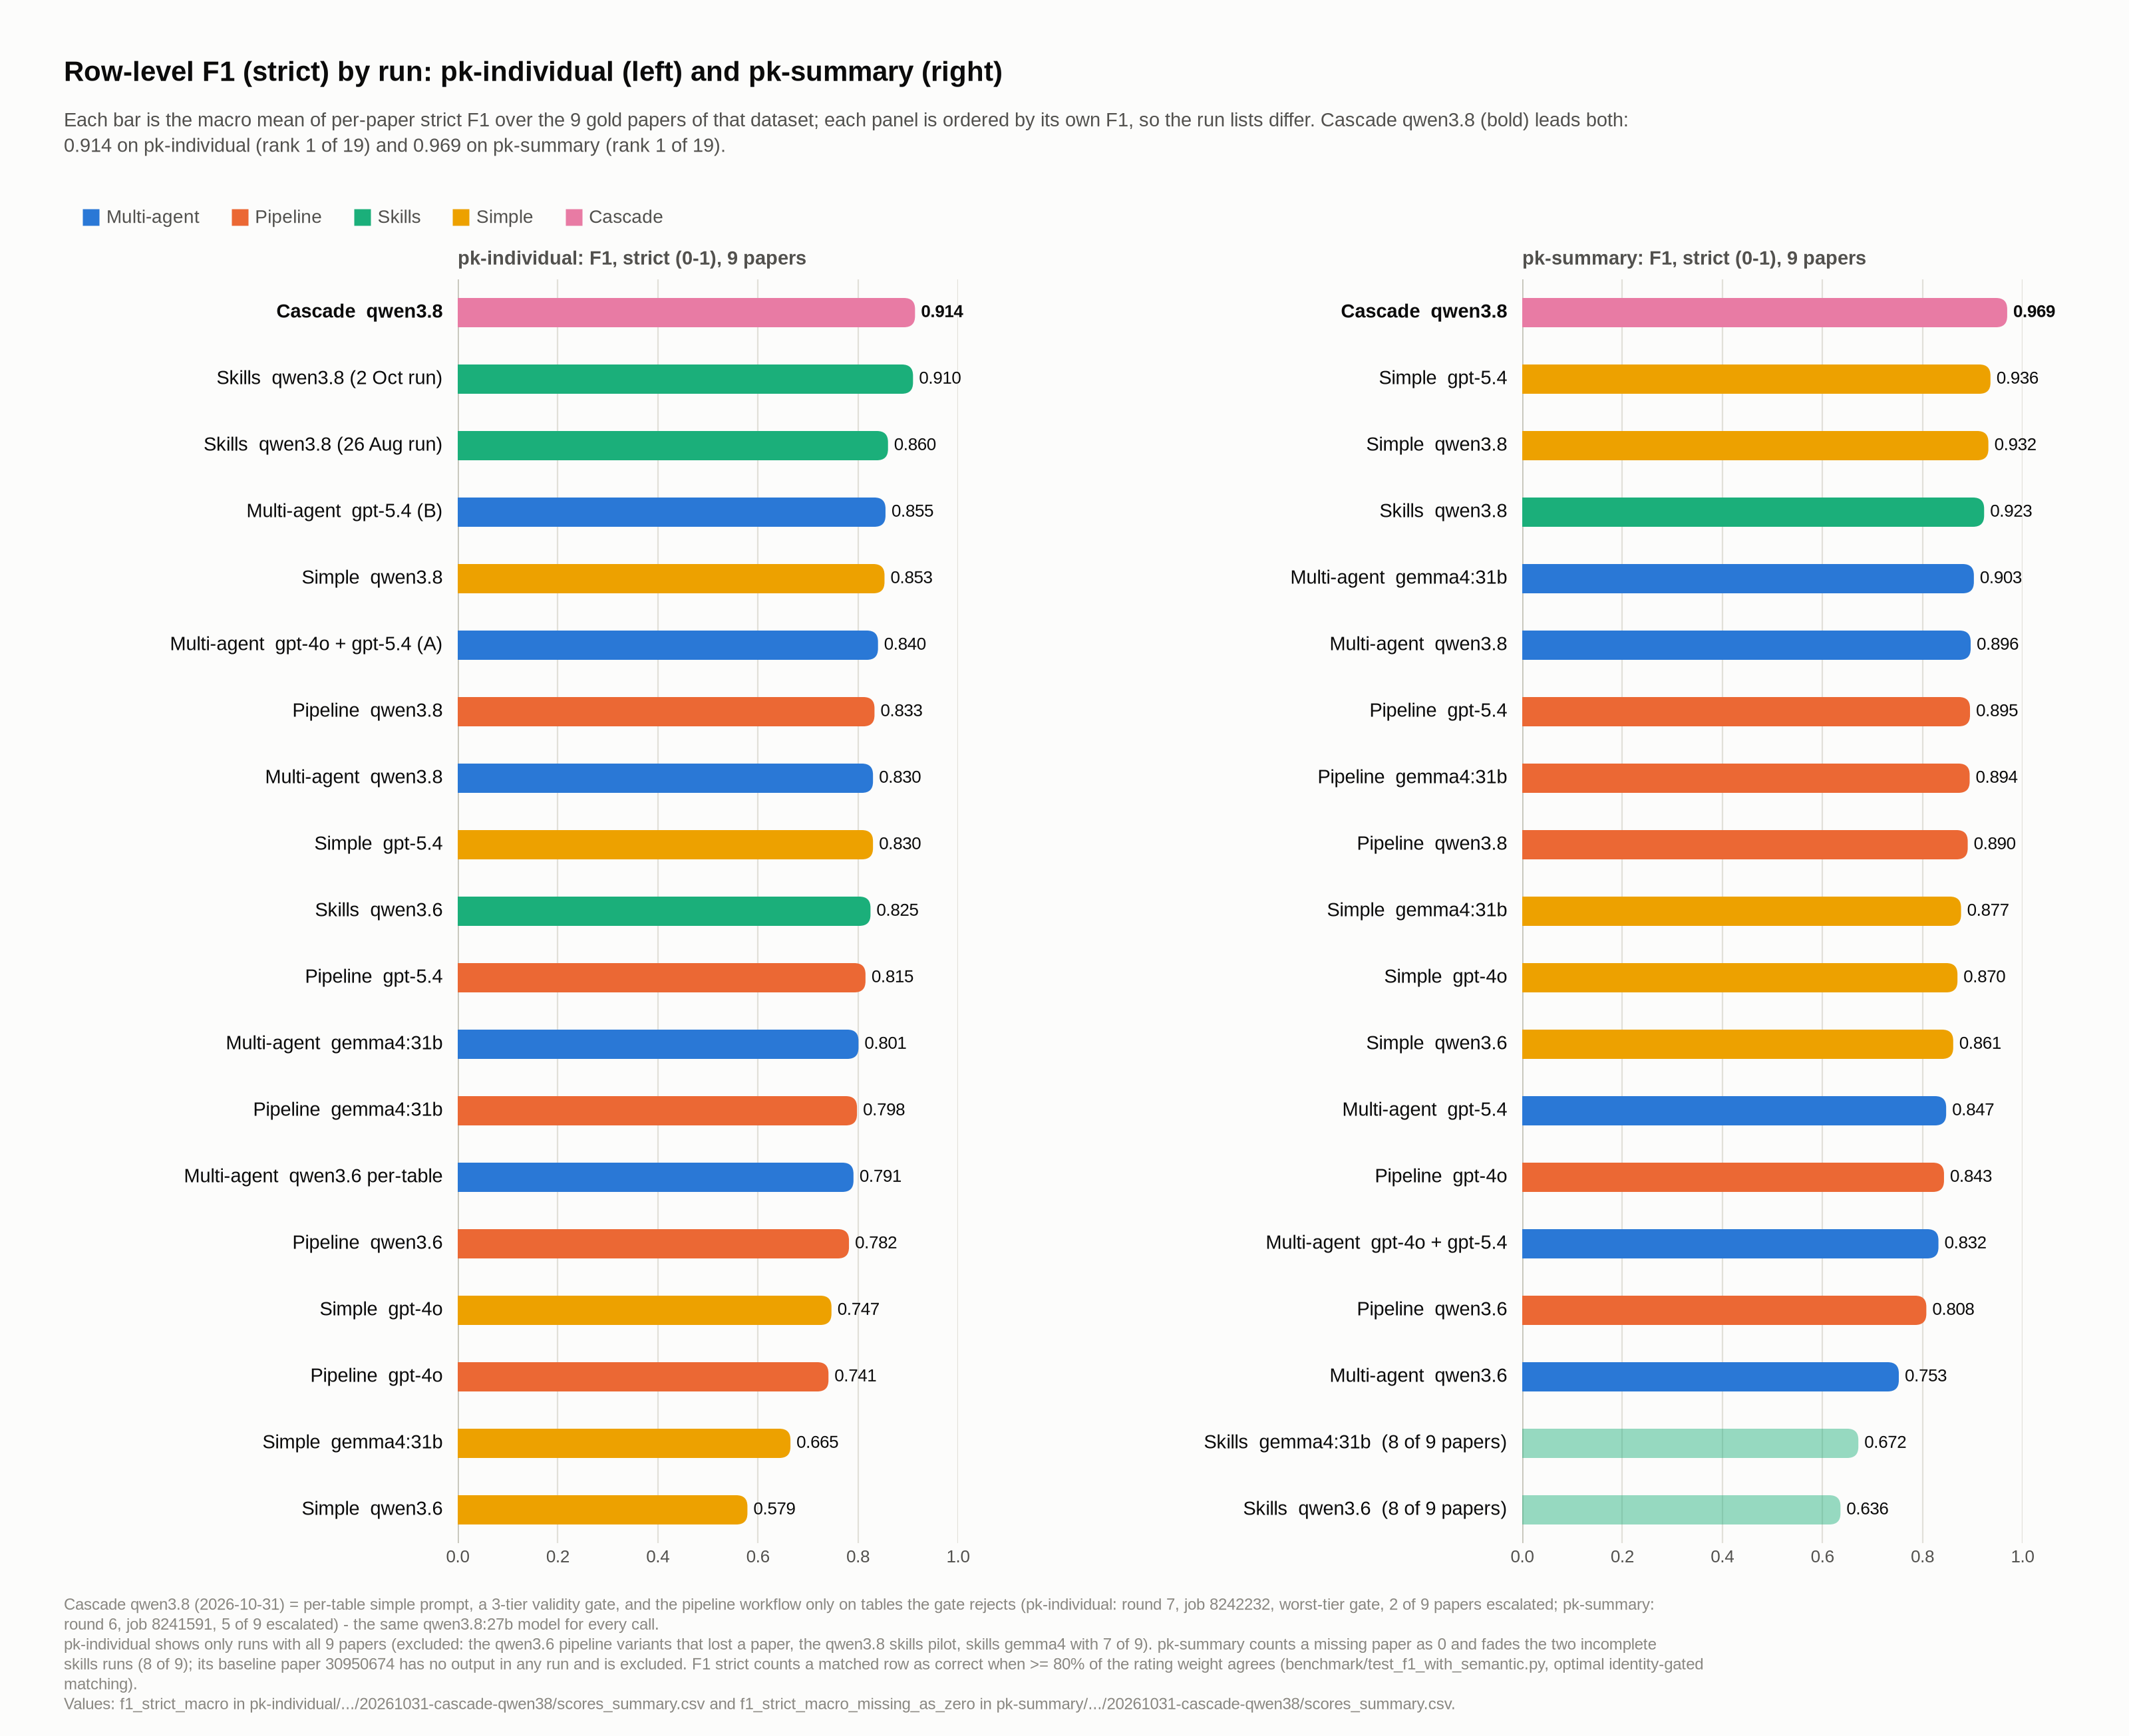 Row-level F1 (strict) by run: pk-individual (left) and pk-summary (right)
Each bar is the macro mean of per-paper strict F1 over the 9 gold papers of that dataset; each panel is ordered by its own F1, so the run lists differ. Cascade qwen3.8 (bold) leads both:
0.914 on pk-individual (rank 1 of 19) and 0.969 on pk-summary (rank 1 of 19).
Multi-agent Pipeline Skills Simple Cascade
pk-individual: F1, strict (0-1), 9 papers
Cascade qwen3.8 0.914
Skills qwen3.8 (2 Oct run) 0.910
Skills qwen3.8 (26 Aug run) 0.860
Multi-agent gpt-5.4 (B) 0.855
Simple qwen3.8 0.853
Multi-agent gpt-4o + gpt-5.4 (A) 0.840
Pipeline qwen3.8 0.833
Multi-agent qwen3.8 0.830
Simple gpt-5.4 0.830
Skills qwen3.6 0.825
Pipeline gpt-5.4 0.815
Multi-agent gemma4:31b 0.801
Pipeline gemma4:31b 0.798
Multi-agent qwen3.6 per-table 0.791
Pipeline qwen3.6 0.782
Simple gpt-4o 0.747
Pipeline gpt-4o 0.741
Simple gemma4:31b 0.665
Simple qwen3.6 0.579
0.0 0.2 0.4 0.6 0.8 1.0
pk-summary: F1, strict (0-1), 9 papers
Cascade qwen3.8 0.969
Simple gpt-5.4 0.936
Simple qwen3.8 0.932
Skills qwen3.8 0.923
Multi-agent gemma4:31b 0.903
Multi-agent qwen3.8 0.896
Pipeline gpt-5.4 0.895
Pipeline gemma4:31b 0.894
Pipeline qwen3.8 0.890
Simple gemma4:31b 0.877
Simple gpt-4o 0.870
Simple qwen3.6 0.861
Multi-agent gpt-5.4 0.847
Pipeline gpt-4o 0.843
Multi-agent gpt-4o + gpt-5.4 0.832
Pipeline qwen3.6 0.808
Multi-agent qwen3.6 0.753
Skills gemma4:31b (8 of 9 papers) 0.672
Skills qwen3.6 (8 of 9 papers) 0.636
0.0 0.2 0.4 0.6 0.8 1.0
Cascade qwen3.8 (2026-10-31) = per-table simple prompt, a 3-tier validity gate, and the pipeline workflow only on tables the gate rejects (pk-individual: round 7, job 8242232, worst-tier gate, 2 of 9 papers escalated; pk-summary:
round 6, job 8241591, 5 of 9 escalated) - the same qwen3.8:27b model for every call.
pk-individual shows only runs with all 9 papers (excluded: the qwen3.6 pipeline variants that lost a paper, the qwen3.8 skills pilot, skills gemma4 with 7 of 9). pk-summary counts a missing paper as 0 and fades the two incomplete
skills runs (8 of 9); its baseline paper 30950674 has no output in any run and is excluded. F1 strict counts a matched row as correct when >= 80% of the rating weight agrees (benchmark/test_f1_with_semantic.py, optimal identity-gated
matching).
Values: f1_strict_macro in pk-individual/.../20261031-cascade-qwen38/scores_summary.csv and f1_strict_macro_missing_as_zero in pk-summary/.../20261031-cascade-qwen38/scores_summary.csv.